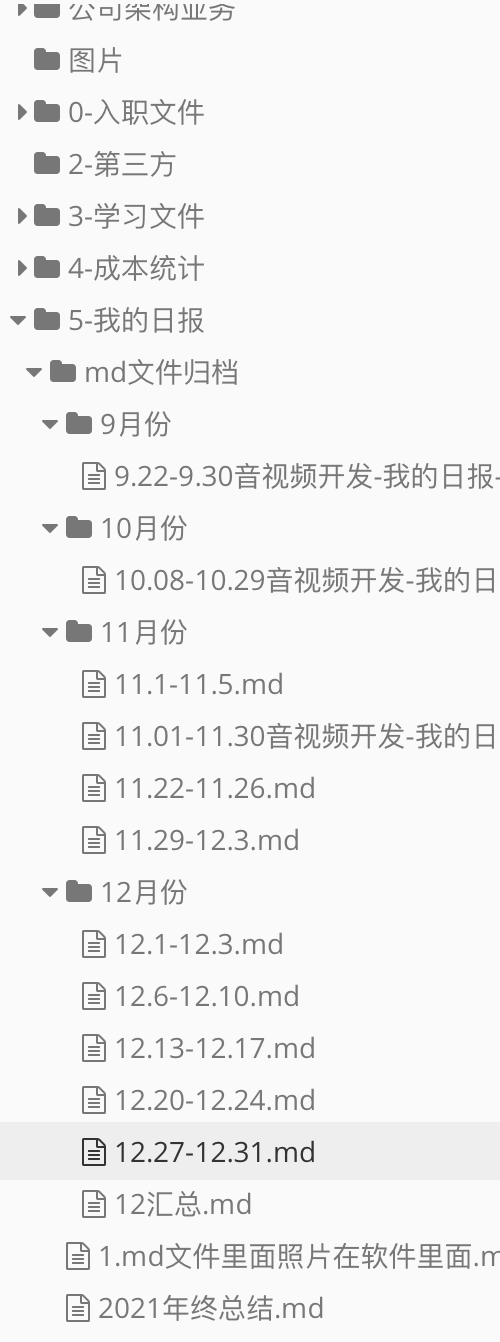 公司架构业务
图片
0-入职文件
2-第三方
3-学习文件
4-成本统计
5-我的日报
md文件归档
9月份
9.22-9.30音视频开发-我的日报-
10月份
10.08-10.29音视频开发-我的日
11月份
11.1-11.5.md
11.01-11.30音视频开发-我的日
11.22-11.26.md
11.29-12.3.md
12月份
12.1-12.3.md
12.6-12.10.md
12.13-12.17.md
12.20-12.24.md
12.27-12.31.md
12汇总.md
1.md文件里面照片在软件里面.m
2021年终总结.md